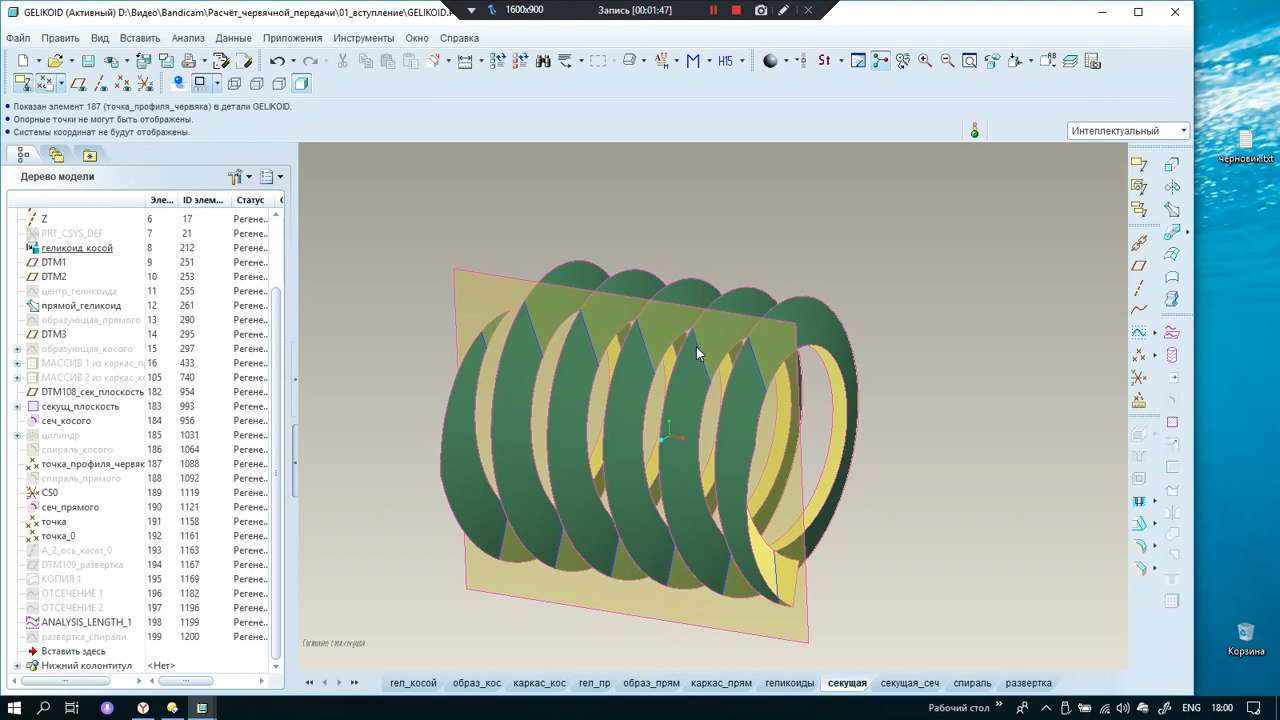 1600x900
Запись [00:01:47]
GELIKOID (Активный) D:\Видео\Bandicam\Расчёт_червячной_передачи\01_вступление\GELIKOID.
Файл Править Вид Вставить Анализ Данные Приложения Инструменты Окно Справка
Показан элемент 187 (точка_профиля_червяка) в детали GELIKOID.
Опорные точки не могут быть отображены.
Системы координат не будут отображены.
Интеллектуальный
Дерево модели
Эле... ID элем... Статус
Z 6 17 Регене..
PRT_CSYS_DEF 7 21 Регене..
геликоид_косой 8 212 Регене..
DTM1 9 251 Регене..
DTM2 10 253 Регене..
центр_геликоида 11 255 Регене..
прямой_геликоид 12 261 Регене..
образующая_прямого 13 290 Регене..
DTM3 14 295 Регене..
образующая_косого 15 297 Регене..
МАССИВ 1 из каркас_п 16 433 Регене..
МАССИВ 2 из каркас_к 105 740 Регене..
DTM108_сек_плоскость 182 954 Регене..
секущ_плоскость 183 993 Регене..
сеч_косого 184 956 Регене..
цилиндр 185 1031 Регене..
спираль_косого 186 1064 Регене..
точка_профиля_червяк 187 1088 Регене..
спираль_прямого 188 1092 Регене..
CS0 189 1119 Регене..
сеч_прямого 190 1121 Регене..
точка 191 1158 Регене..
точка_0 192 1161 Регене..
A_2_ось_касат_0 193 1163 Регене..
DTM109_развертка 194 1167 Регене..
КОПИЯ 1 195 1169 Регене..
ОТСЕЧЕНИЕ 1 196 1182 Регене..
ОТСЕЧЕНИЕ 2 197 1196 Регене..
ANALYSIS_LENGTH_1 198 1199 Регене..
развертка_спирали 199 1200 Регене..
Вставить здесь
Нижний колонтитул <Нет>
гел_косой образ_кос каркас_кос гел_пр образ_прям каркас_прям геликоиды секущая секущая_сеч спираль развертка
черновик.txt
Корзина
Рабочий стол
18:00